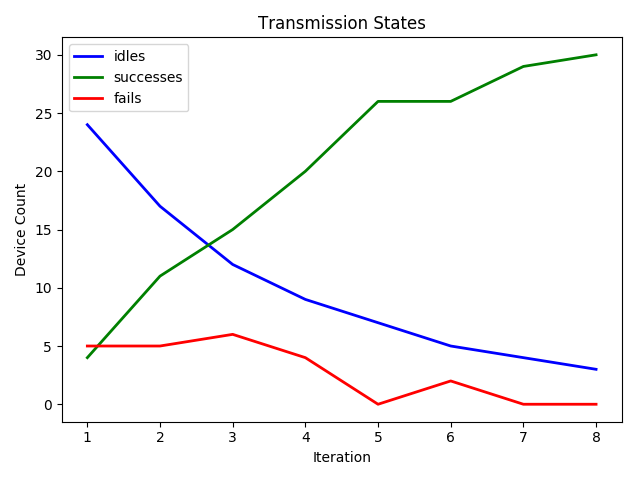 Transmission States
idles
successes
fails
Device Count
30
25
20
15
10
5
0
1 2 3 4 5 6 7 8
Iteration